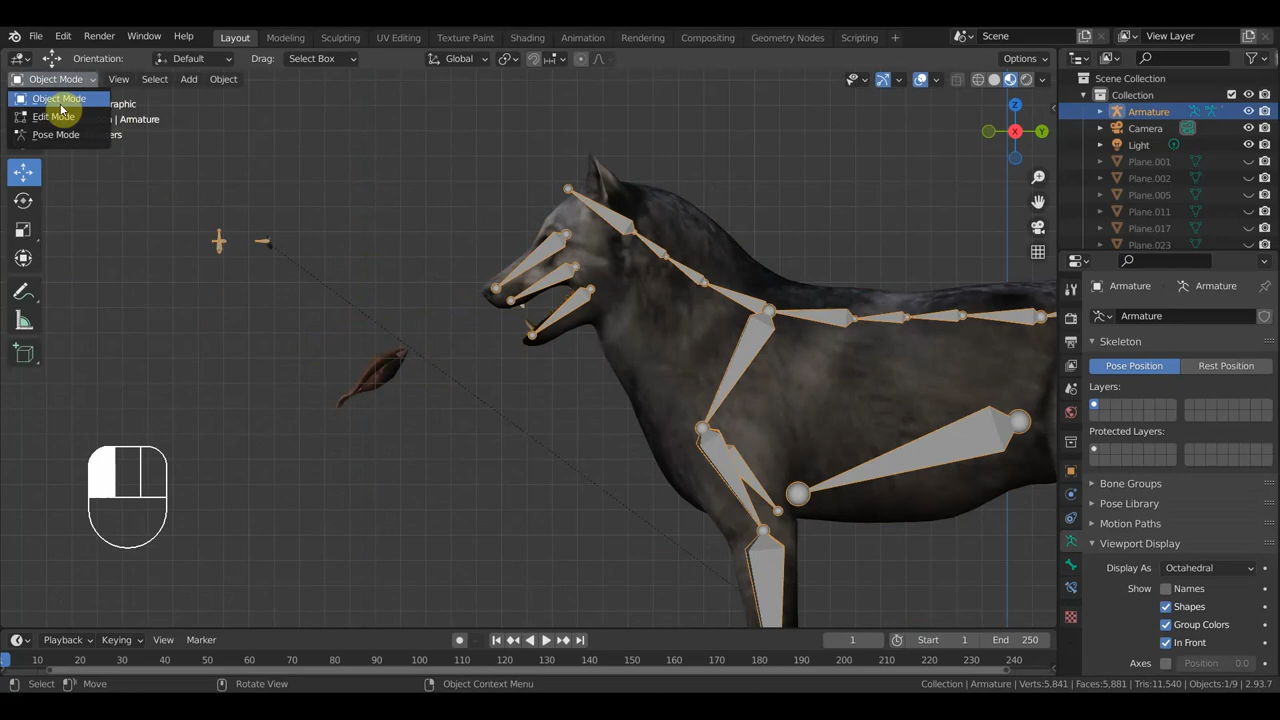 File Edit Render Window Help Layout Modeling Sculpting UV Editing Texture Paint Shading Animation Rendering Compositing Geometry Nodes Scripting + Scene View Layer
Orientation: Default Drag: Select Box Global Options
Object Mode View Select Add Object Scene Collection
Object Mode
Edit Mode
Pose Mode
graphic
| Armature
Collection
Armature
Camera
Light
Plane.001
Plane.002
Plane.005
Plane.011
Plane.017
Plane.023
X
Y
Z
Armature Armature
Armature
Skeleton
Pose Position Rest Position
Layers:
Protected Layers:
Bone Groups
Pose Library
Motion Paths
Viewport Display
Display As Octahedral
Show Names
Shapes
Group Colors
In Front
Axes Position 0.0
Playback Keying View Marker 1 Start 1 End 250
10 20 30 40 50 60 70 80 90 100 110 120 130 140 150 160 170 180 190 200 210 220 230 240
Select Move Rotate View Object Context Menu Collection | Armature | Verts:5,841 | Faces:5,881 | Tris:11,540 | Objects:1/9 | 2.93.7